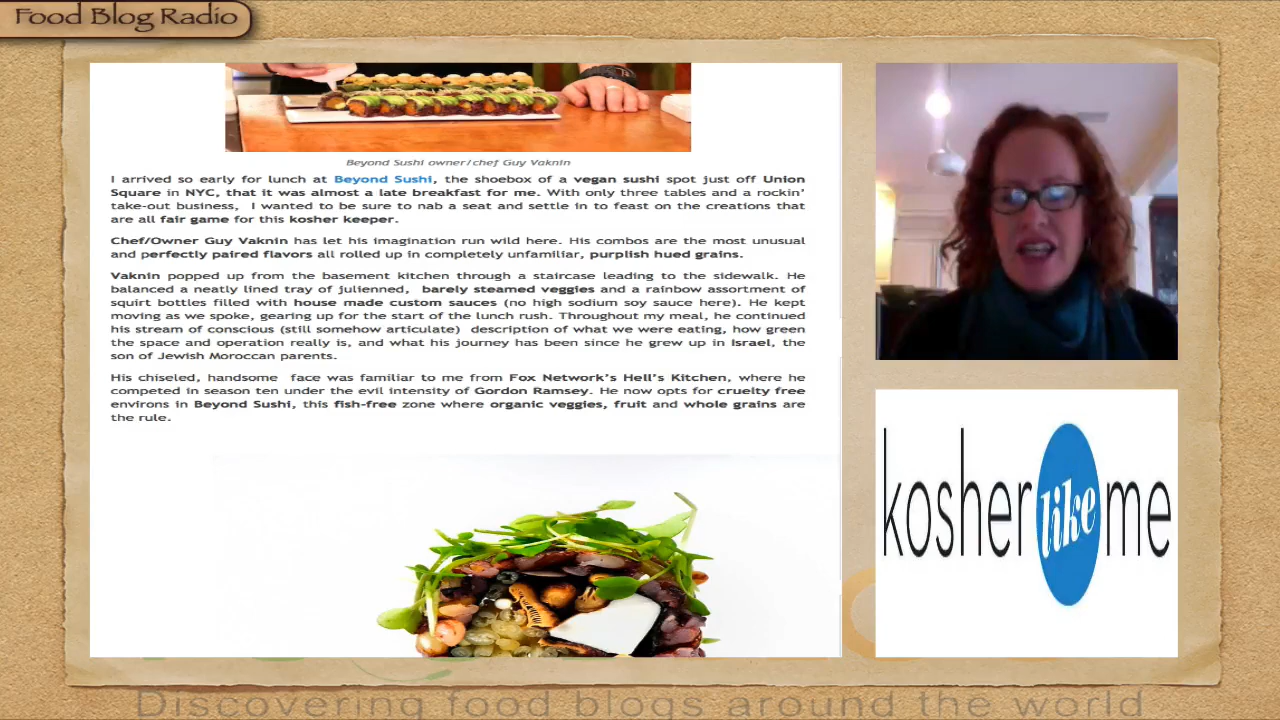 Food Blog Radio
Beyond Sushi owner/chef Guy Vaknin
I arrived so early for lunch at Beyond Sushi, the shoebox of a vegan sushi spot just off Union
Square in NYC, that it was almost a late breakfast for me. With only three tables and a rockin’
take-out business, I wanted to be sure to nab a seat and settle in to feast on the creations that
are all fair game for this kosher keeper.
Chef/Owner Guy Vaknin has let his imagination run wild here. His combos are the most unusual
and perfectly paired flavors all rolled up in completely unfamiliar, purplish hued grains.
Vaknin popped up from the basement kitchen through a staircase leading to the sidewalk. He
balanced a neatly lined tray of julienned, barely steamed veggies and a rainbow assortment of
squirt bottles filled with house made custom sauces (no high sodium soy sauce here). He kept
moving as we spoke, gearing up for the start of the lunch rush. Throughout my meal, he continued
his stream of conscious (still somehow articulate) description of what we were eating, how green
the space and operation really is, and what his journey has been since he grew up in Israel, the
son of Jewish Moroccan parents.
His chiseled, handsome face was familiar to me from Fox Network’s Hell’s Kitchen, where he
competed in season ten under the evil intensity of Gordon Ramsey. He now opts for cruelty free
environs in Beyond Sushi, this fish-free zone where organic veggies, fruit and whole grains are
the rule.
kosher like me
Discovering food blogs around the world